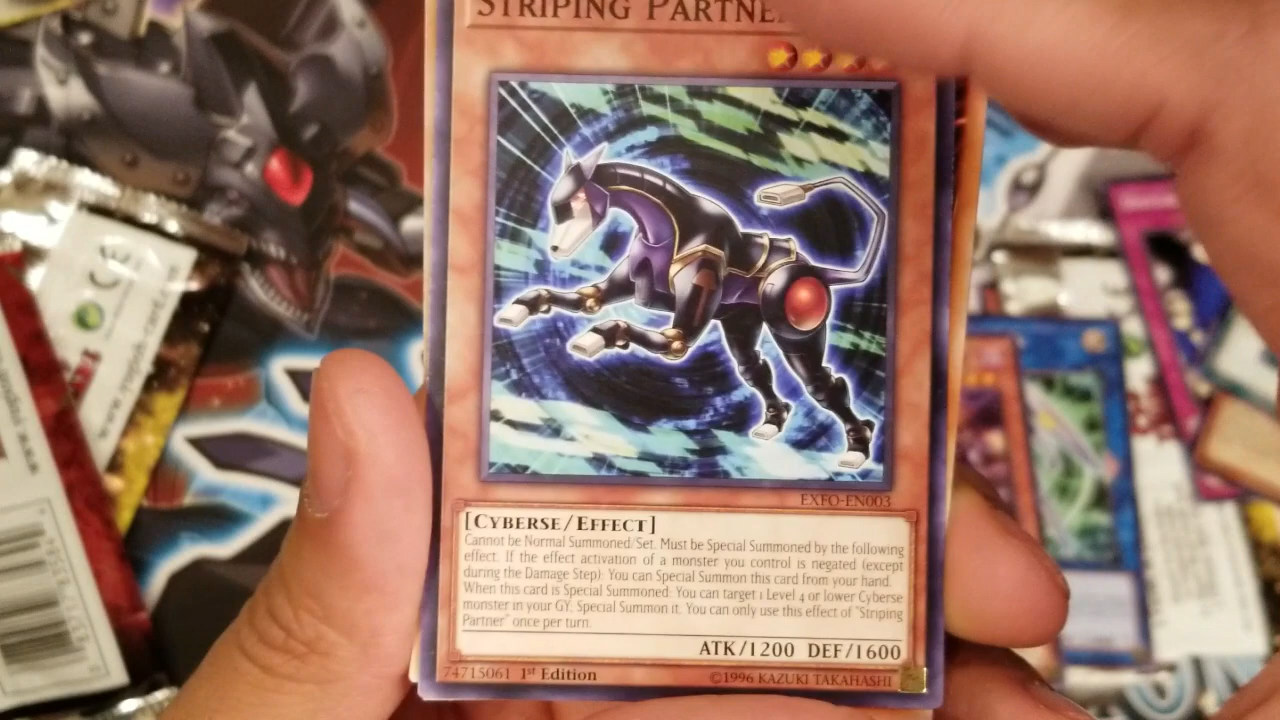 STRIPING PARTNE
EXFO-EN003
[CYBERSE/EFFECT]
Cannot be Normal Summoned/Set. Must be Special Summoned by the following
effect. If the effect activation of a monster you control is negated (except
during the Damage Step): You can Special Summon this card from your hand.
When this card is Special Summoned: You can target 1 Level 4 or lower Cyberse
monster in your GY; Special Summon it. You can only use this effect of "Striping
Partner" once per turn.
ATK/1200 DEF/1600
74715061 1st Edition
©1996 KAZUKI TAKAHASHI
CE